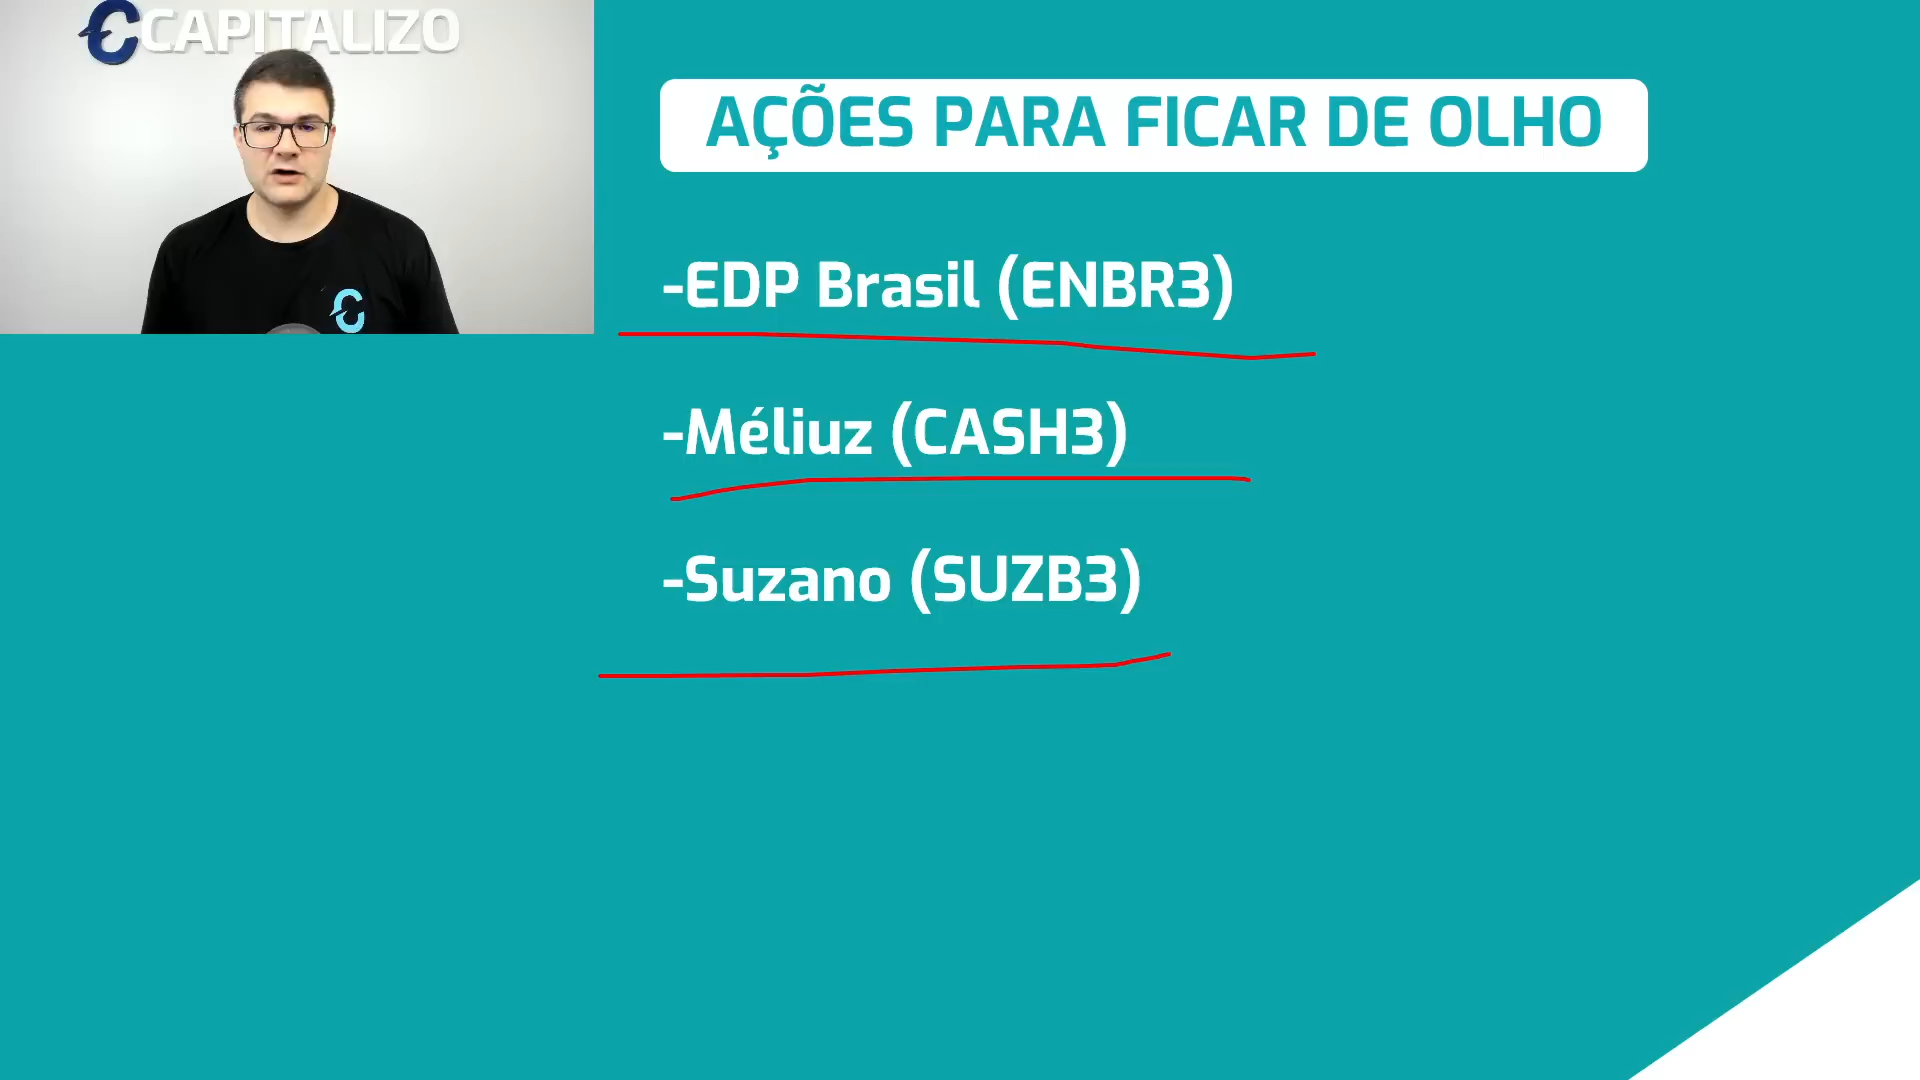 CAPITALIZO
AÇÕES PARA FICAR DE OLHO
-EDP Brasil (ENBR3)
-Méliuz (CASH3)
-Suzano (SUZB3)